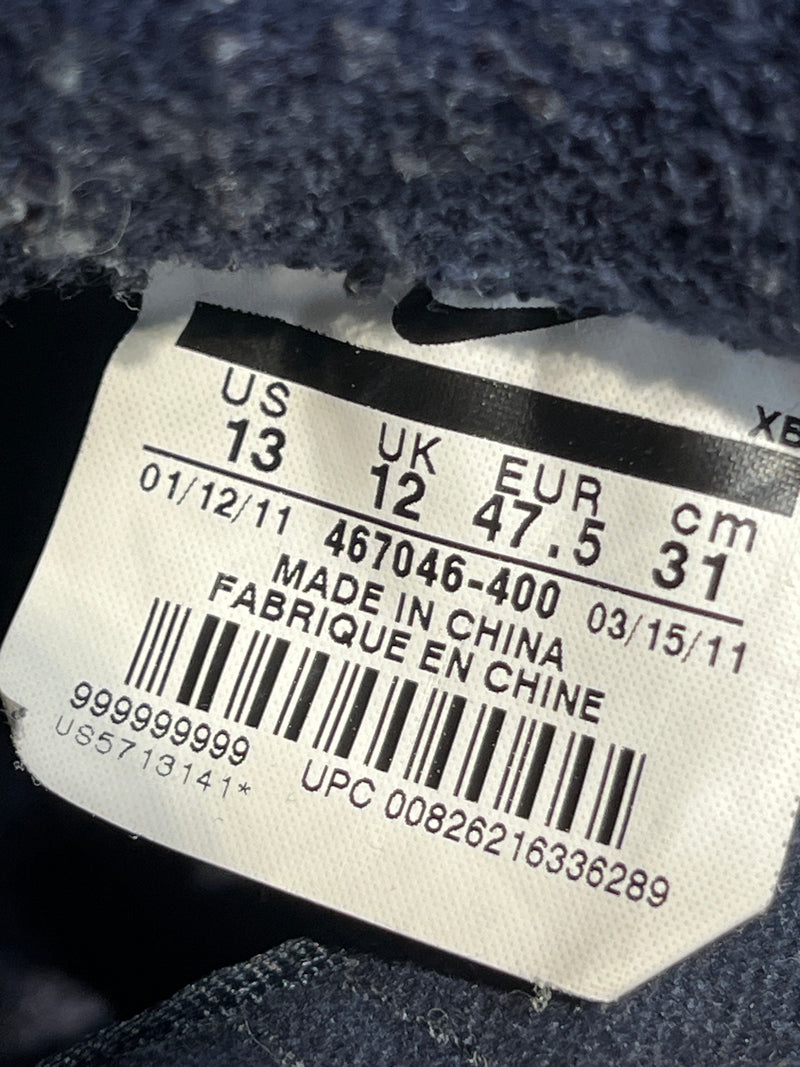 XB
US UK EUR cm
13 12 47.5 31
01/12/11 467046-400 03/15/11
MADE IN CHINA
FABRIQUE EN CHINE
999999999
US5713141*
UPC 00826216336289